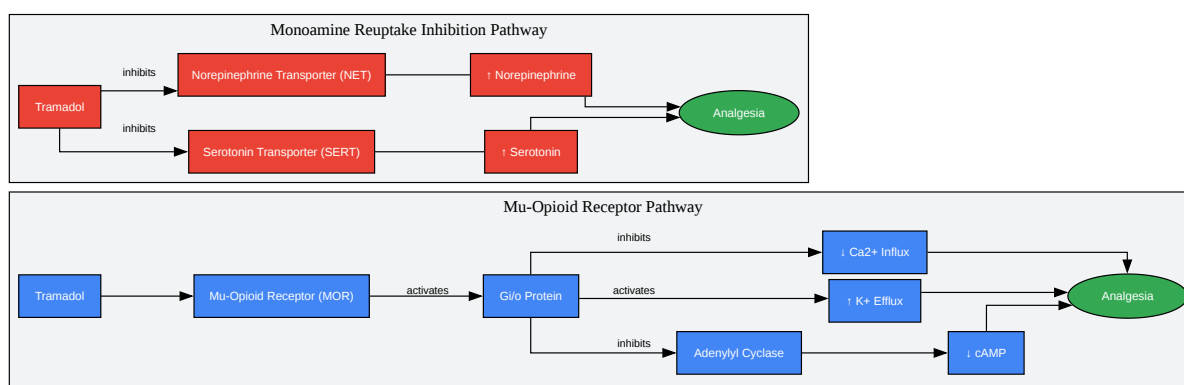 Monoamine Reuptake Inhibition Pathway
inhibits
Norepinephrine Transporter (NET)
↑ Norepinephrine
Tramadol
Analgesia
inhibits
Serotonin Transporter (SERT)
↑ Serotonin
Mu-Opioid Receptor Pathway
inhibits
↓ Ca2+ Influx
Tramadol
Mu-Opioid Receptor (MOR)
activates
Gi/o Protein
activates
↑ K+ Efflux
Analgesia
inhibits
Adenylyl Cyclase
↓ cAMP